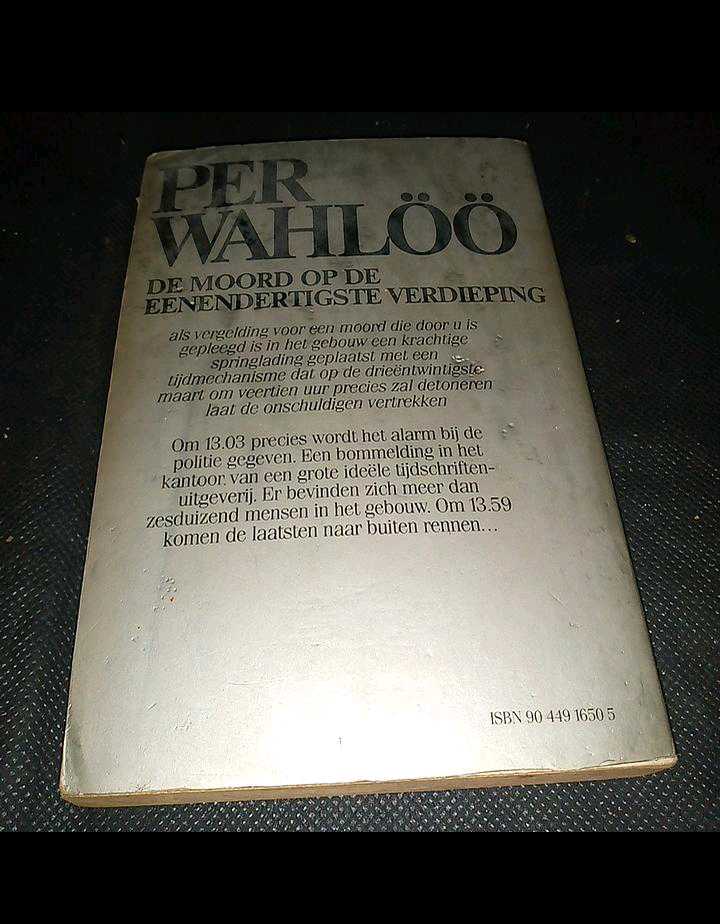 PER
WAHLÖÖ
DE MOORD OP DE
EENENDERTIGSTE VERDIEPING
als vergelding voor een moord die door u is
gepleegd is in het gebouw een krachtige
springlading geplaatst met een
tijdmechanisme dat op de drieëntwintigste
maart om veertien uur precies zal detoneren
laat de onschuldigen vertrekken
Om 13.03 precies wordt het alarm bij de
politie gegeven. Een bommelding in het
kantoor van een grote ideële tijdschriften-
uitgeverij. Er bevinden zich meer dan
zesduizend mensen in het gebouw. Om 13.59
komen de laatsten naar buiten rennen...
ISBN 90 449 1650 5